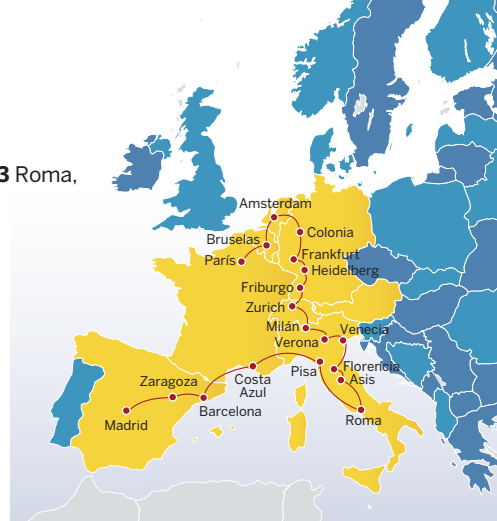 3 Roma,
Amsterdam
Bruselas
Colonia
París
Frankfurt
Heidelberg
Friburgo
Zurich
Milán
Venecia
Verona
Pisa
Florencia
Asis
Costa
Azul
Zaragoza
Barcelona
Madrid
Roma